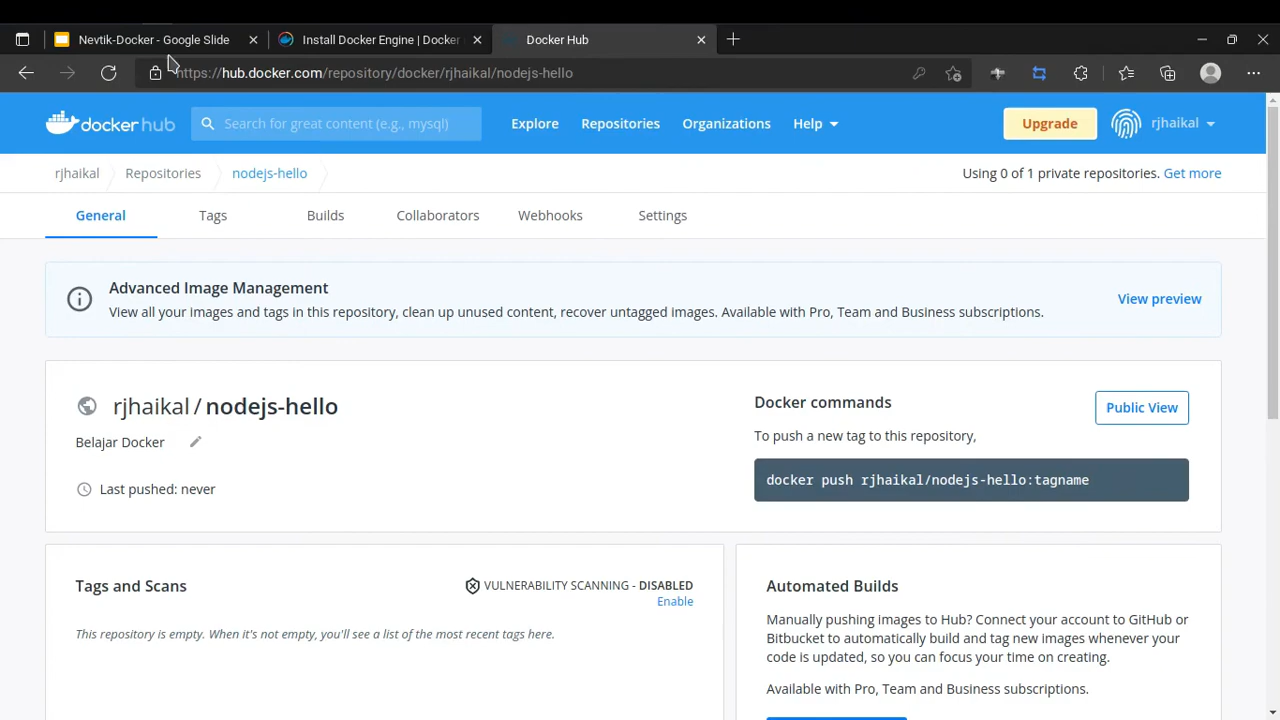 Nevtik-Docker - Google Slide
Install Docker Engine | Docker
Docker Hub
https://hub.docker.com/repository/docker/rjhaikal/nodejs-hello
docker hub
Search for great content (e.g., mysql)
Explore
Repositories
Organizations
Help
Upgrade
rjhaikal
rjhaikal
Repositories
nodejs-hello
Using 0 of 1 private repositories. Get more
General
Tags
Builds
Collaborators
Webhooks
Settings
Advanced Image Management
View all your images and tags in this repository, clean up unused content, recover untagged images. Available with Pro, Team and Business subscriptions.
View preview
rjhaikal / nodejs-hello
Belajar Docker
Last pushed: never
Docker commands
Public View
To push a new tag to this repository,
docker push rjhaikal/nodejs-hello:tagname
Tags and Scans
VULNERABILITY SCANNING - DISABLED
Enable
This repository is empty. When it's not empty, you'll see a list of the most recent tags here.
Automated Builds
Manually pushing images to Hub? Connect your account to GitHub or
Bitbucket to automatically build and tag new images whenever your
code is updated, so you can focus your time on creating.
Available with Pro, Team and Business subscriptions.